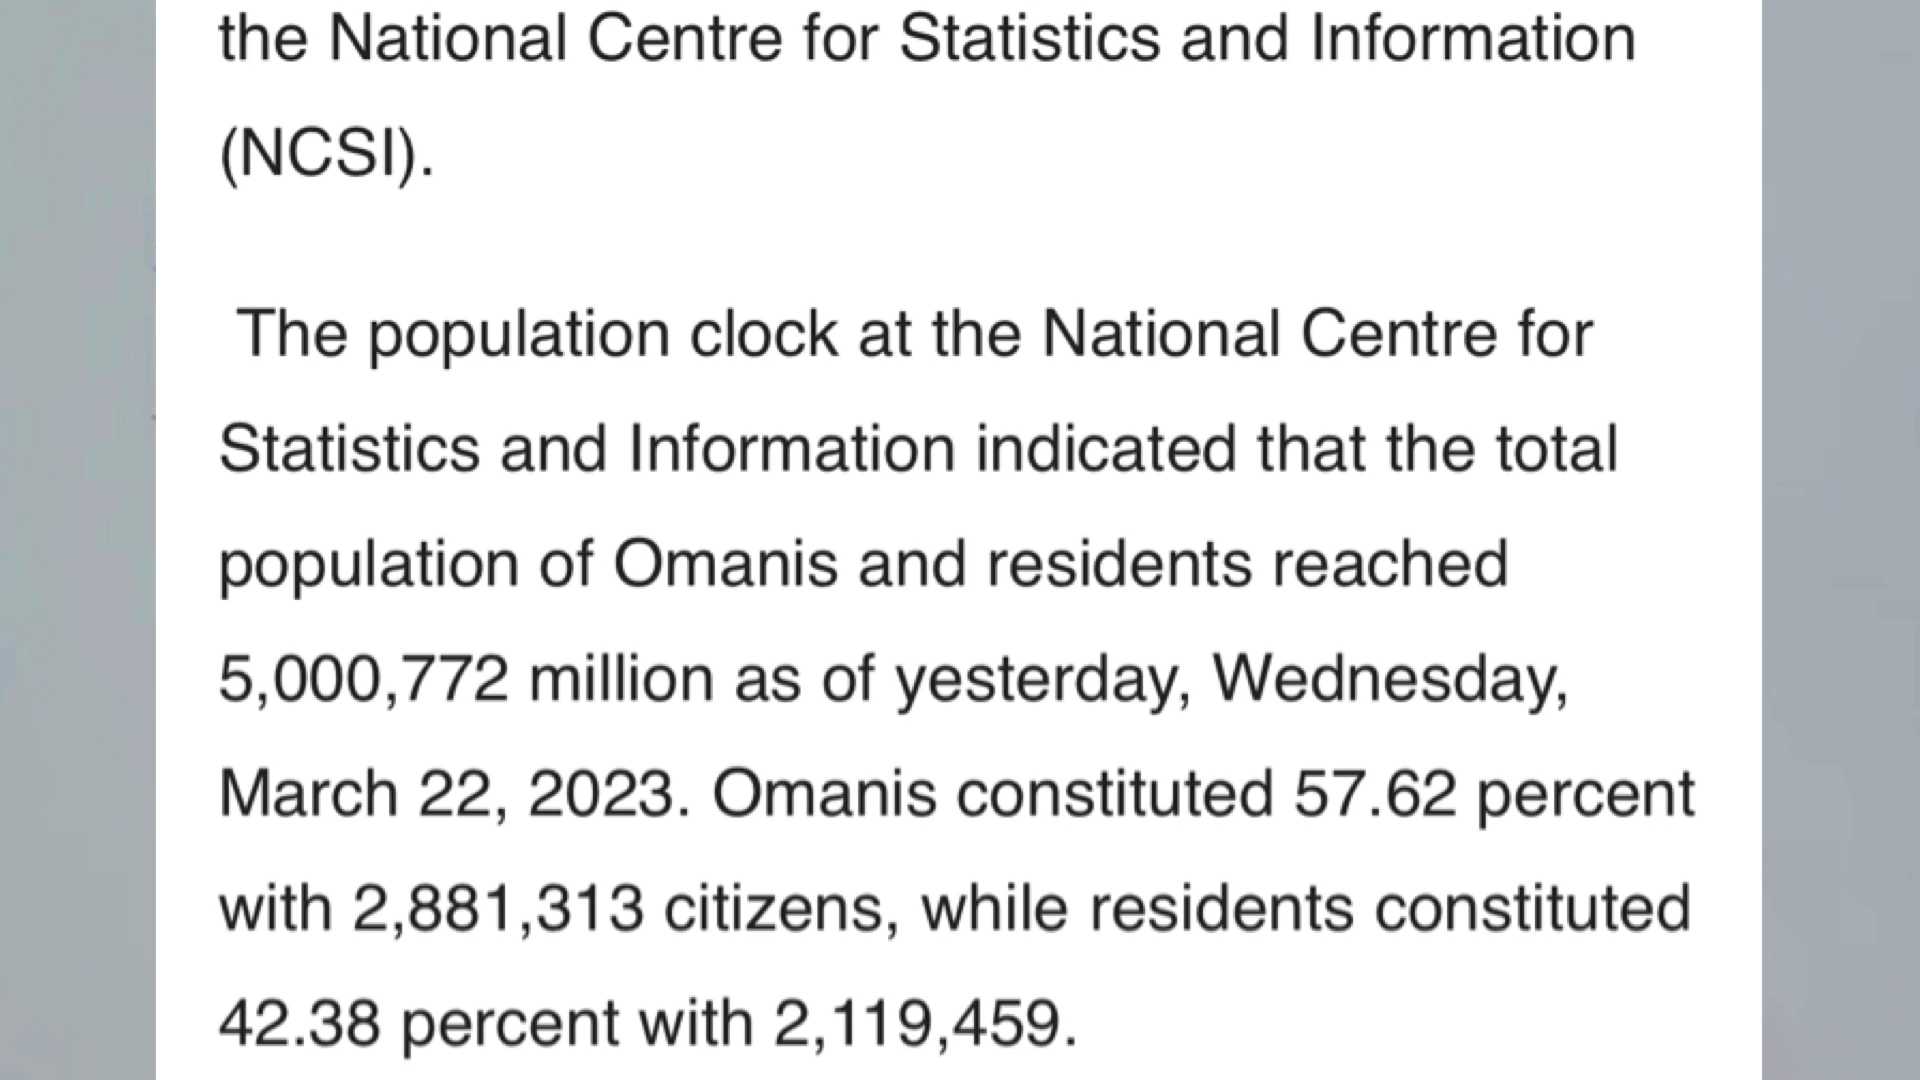 the National Centre for Statistics and Information
(NCSI).
The population clock at the National Centre for
Statistics and Information indicated that the total
population of Omanis and residents reached
5,000,772 million as of yesterday, Wednesday,
March 22, 2023. Omanis constituted 57.62 percent
with 2,881,313 citizens, while residents constituted
42.38 percent with 2,119,459.